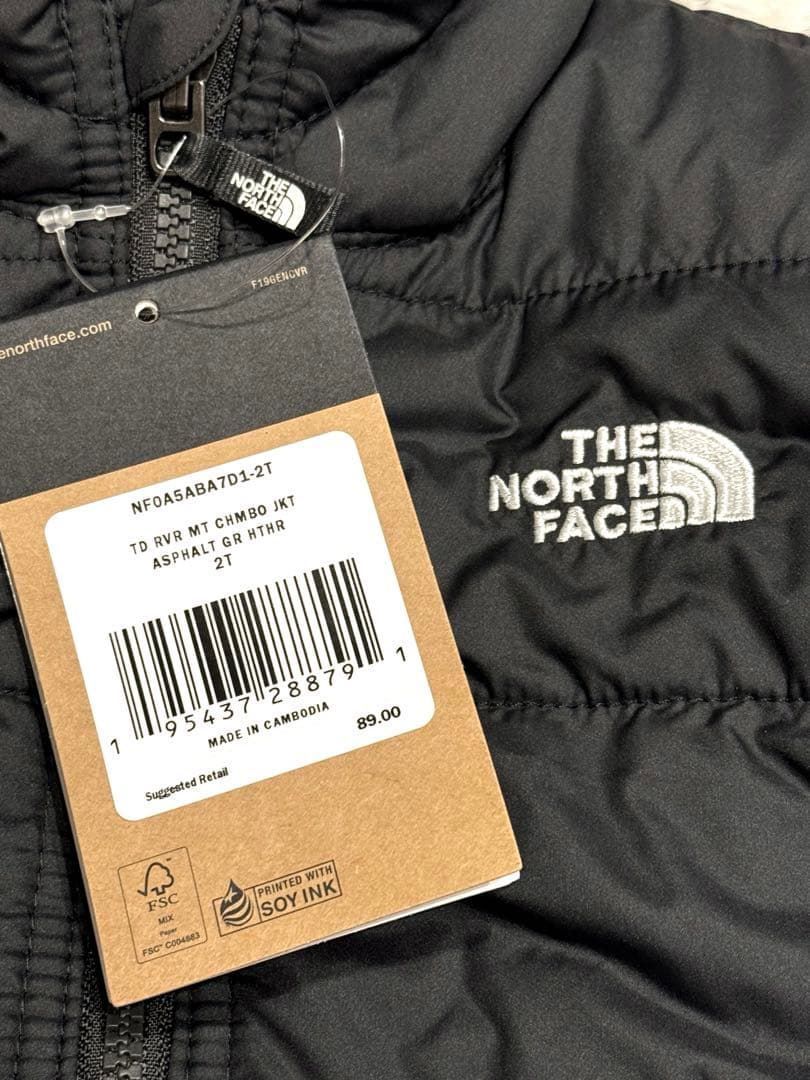 THE
NORTH
FACE
F19GENCVR
enorthface.com
NF0A5ABA7D1-2T
TD RVR MT CHMBO JKT
ASPHALT GR HTHR
2T
1 95437 28879 1
MADE IN CAMBODIA
89.00
Suggested Retail
FSC
MIX
Paper
FSC™ C004663
PRINTED WITH
SOY INK
THE
NORTH
FACE